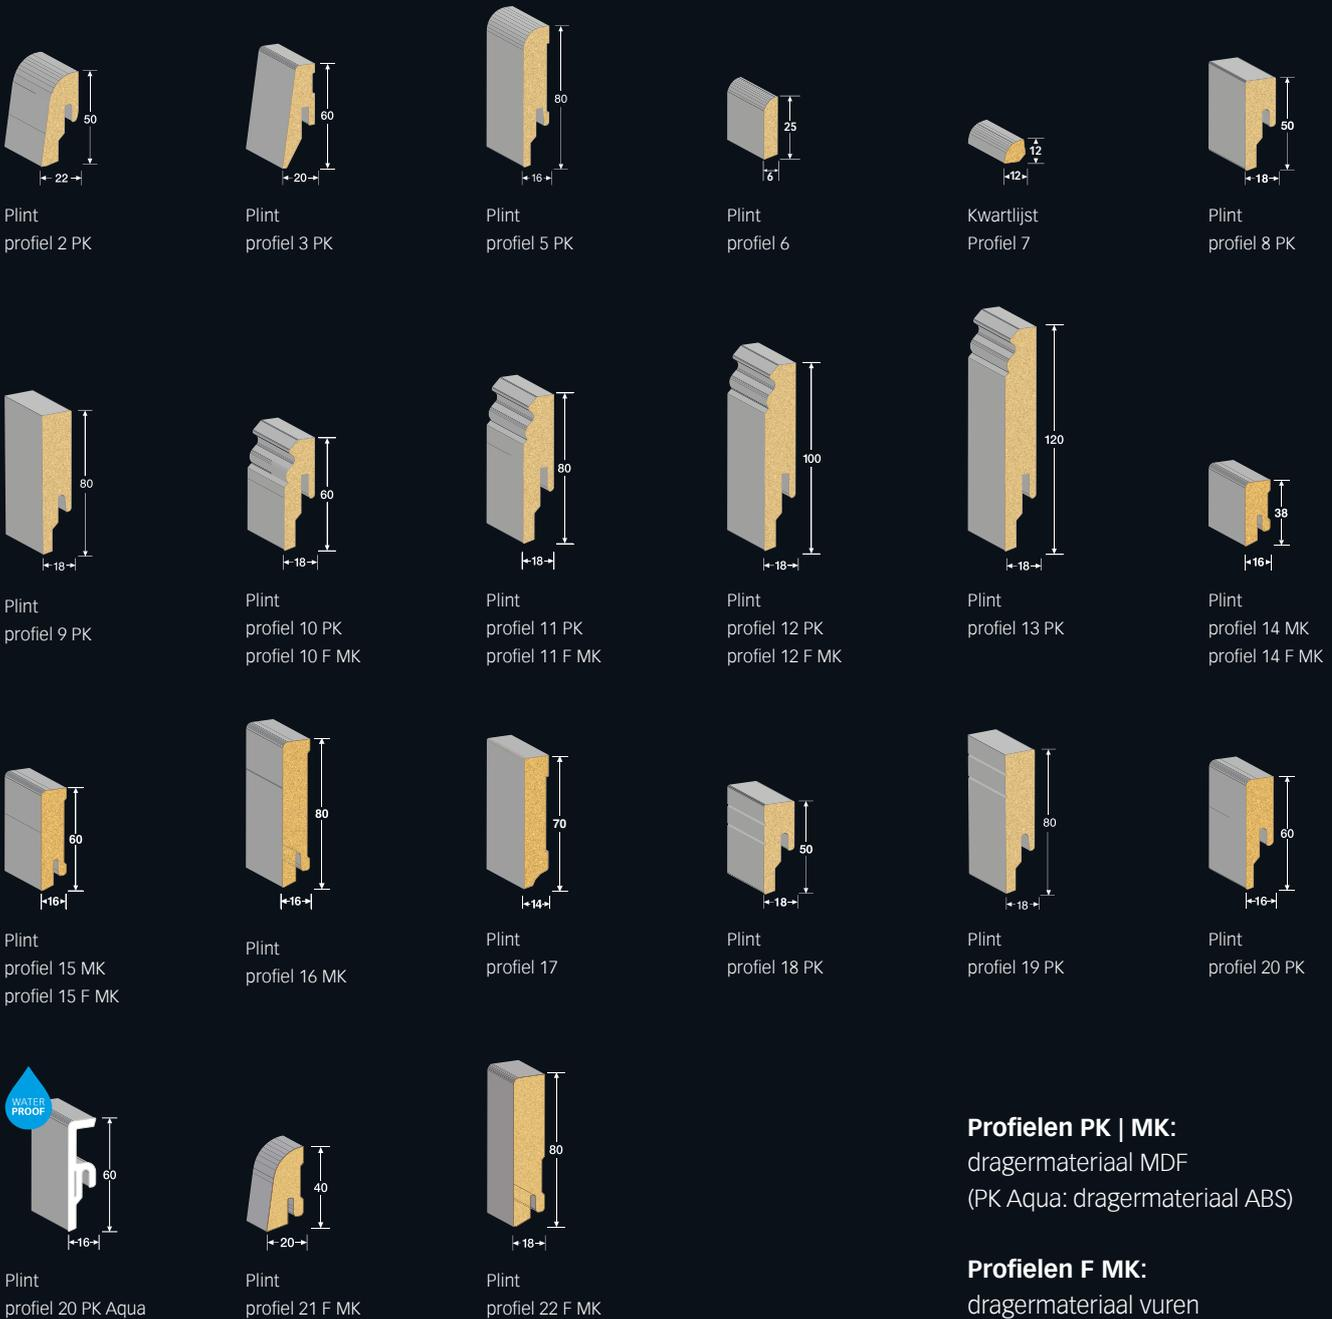 50
22
Plint
profiel 2 PK
60
20
Plint
profiel 3 PK
80
16
Plint
profiel 5 PK
25
6
Plint
profiel 6
12
12
Kwartlijst
Profiel 7
50
18
Plint
profiel 8 PK
80
18
Plint
profiel 9 PK
60
18
Plint
profiel 10 PK
profiel 10 F MK
80
18
Plint
profiel 11 PK
profiel 11 F MK
100
18
Plint
profiel 12 PK
profiel 12 F MK
120
18
Plint
profiel 13 PK
38
16
Plint
profiel 14 MK
profiel 14 F MK
60
16
Plint
profiel 15 MK
profiel 15 F MK
80
16
Plint
profiel 16 MK
70
14
Plint
profiel 17
50
18
Plint
profiel 18 PK
80
18
Plint
profiel 19 PK
60
16
Plint
profiel 20 PK
WATER
PROOF
60
16
Plint
profiel 20 PK Aqua
40
20
Plint
profiel 21 F MK
80
18
Plint
profiel 22 F MK
Profielen PK | MK:
dragermateriaal MDF
(PK Aqua: dragermateriaal ABS)
Profielen F MK:
dragermateriaal vuren